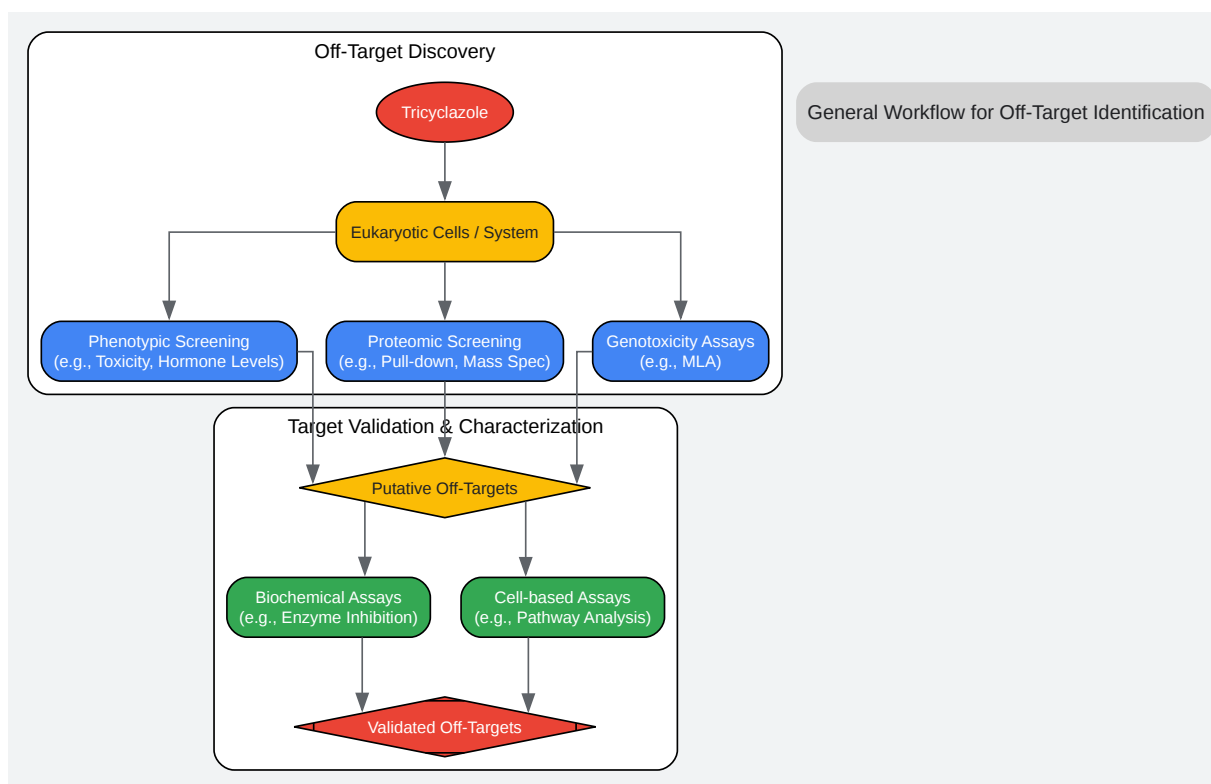 Off-Target Discovery
Tricyclazole
General Workflow for Off-Target Identification
Eukaryotic Cells / System
Phenotypic Screening
(e.g., Toxicity, Hormone Levels)
Proteomic Screening
(e.g., Pull-down, Mass Spec)
Genotoxicity Assays
(e.g., MLA)
Target Validation & Characterization
Putative Off-Targets
Biochemical Assays
(e.g., Enzyme Inhibition)
Cell-based Assays
(e.g., Pathway Analysis)
Validated Off-Targets